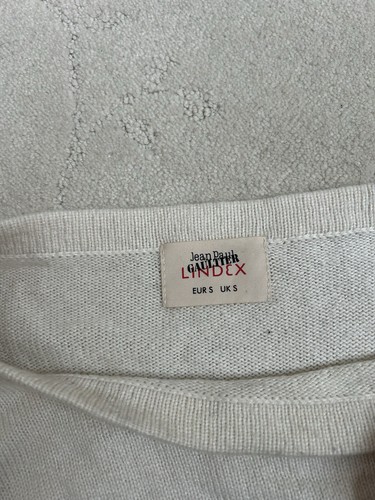 Jean Paul
GAULTIER
LINDEX
EUR S UK S